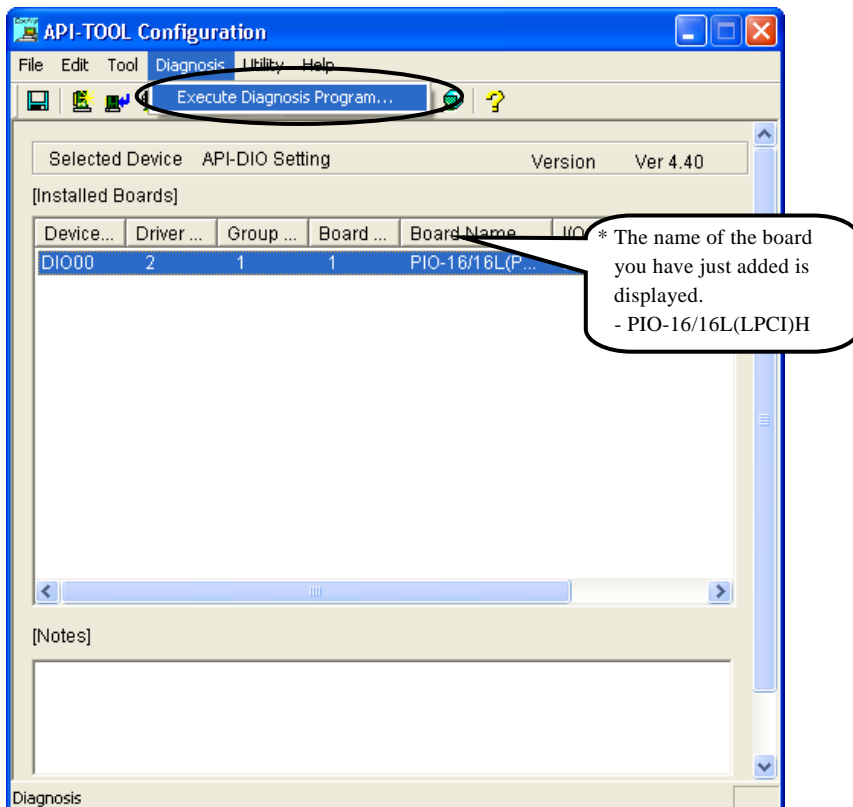 API-TOOL Configuration
File Edit Tool Diagnosis Utility Help
Execute Diagnosis Program...
Selected Device API-DIO Setting Version Ver 4.40
[Installed Boards]
Device... Driver ... Group ... Board ... Board Name I/O
DIO00 2 1 1 PIO-16/16L(P...
* The name of the board
you have just added is
displayed.
- PIO-16/16L(LPCI)H
[Notes]
Diagnosis